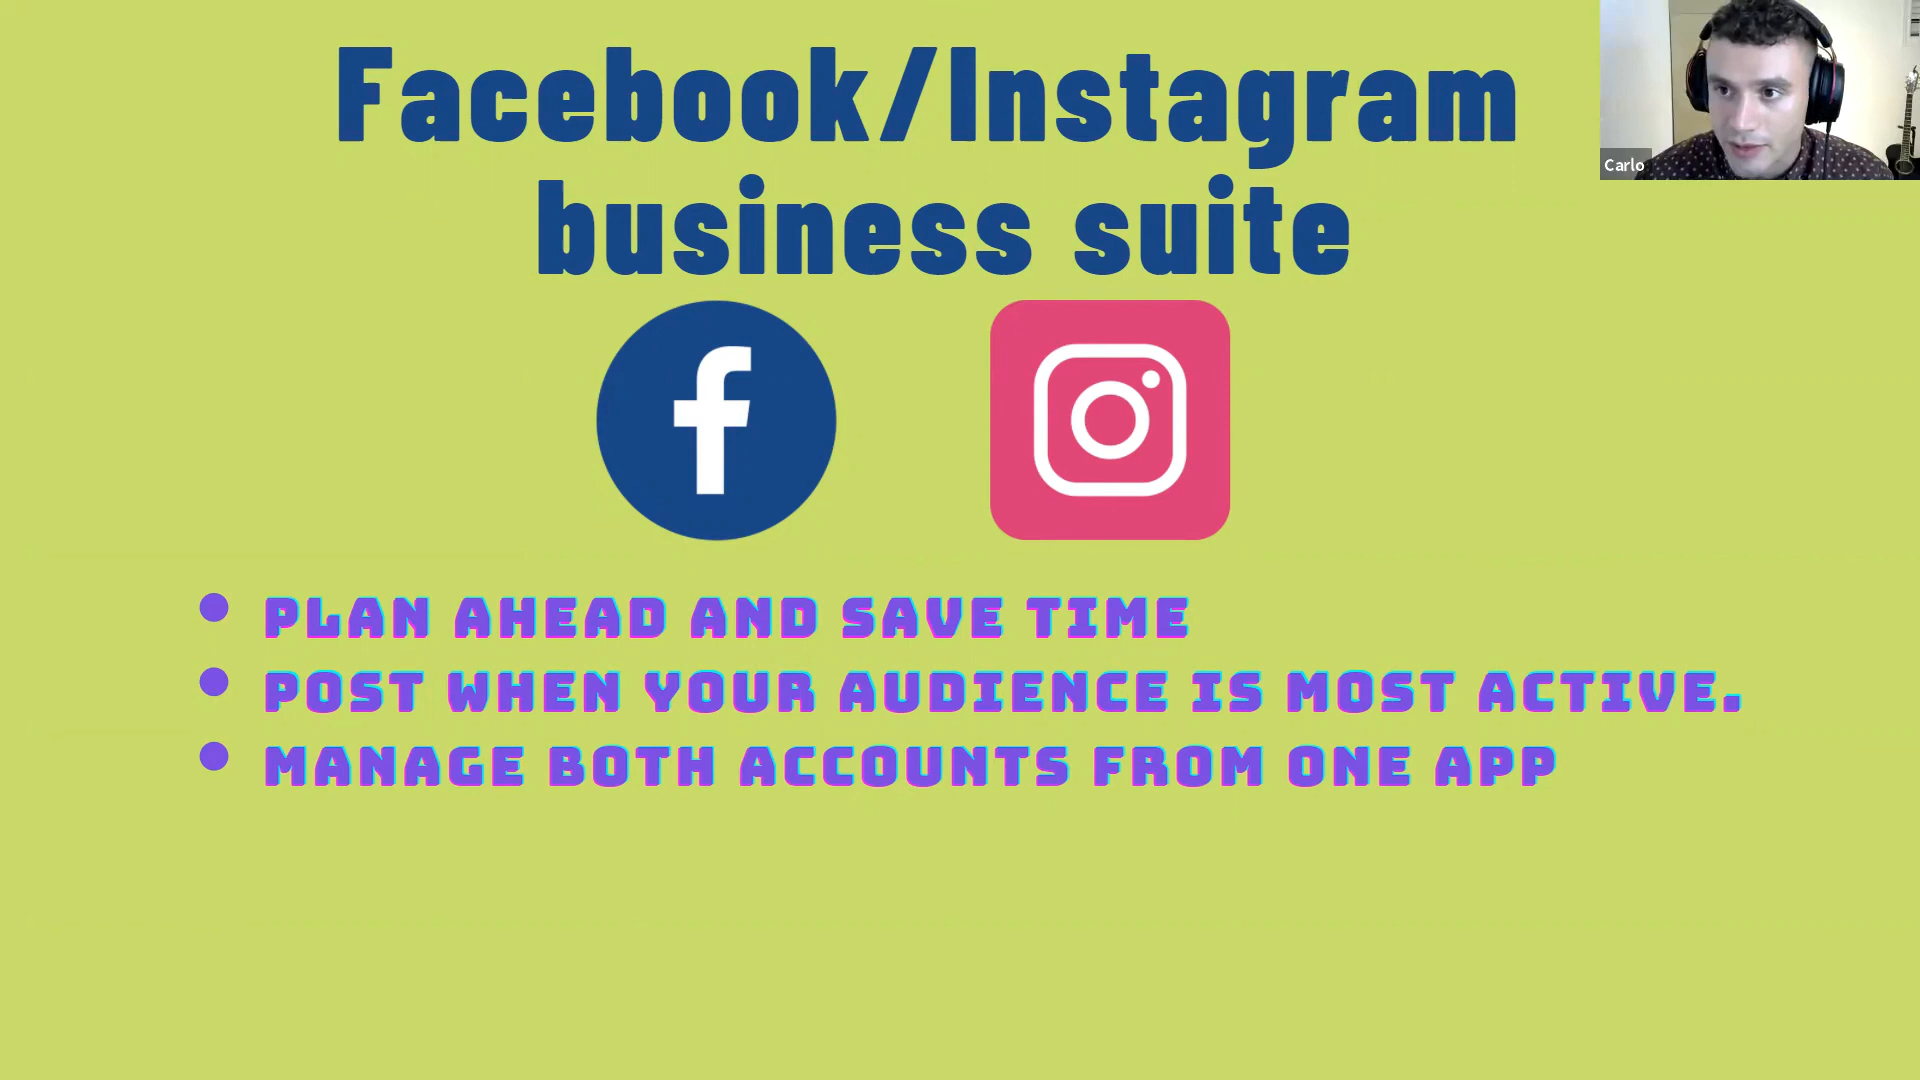 Facebook/Instagram
business suite
Carlo
PLAN AHEAD AND SAVE TIME
POST WHEN YOUR AUDIENCE IS MOST ACTIVE.
MANAGE BOTH ACCOUNTS FROM ONE APP